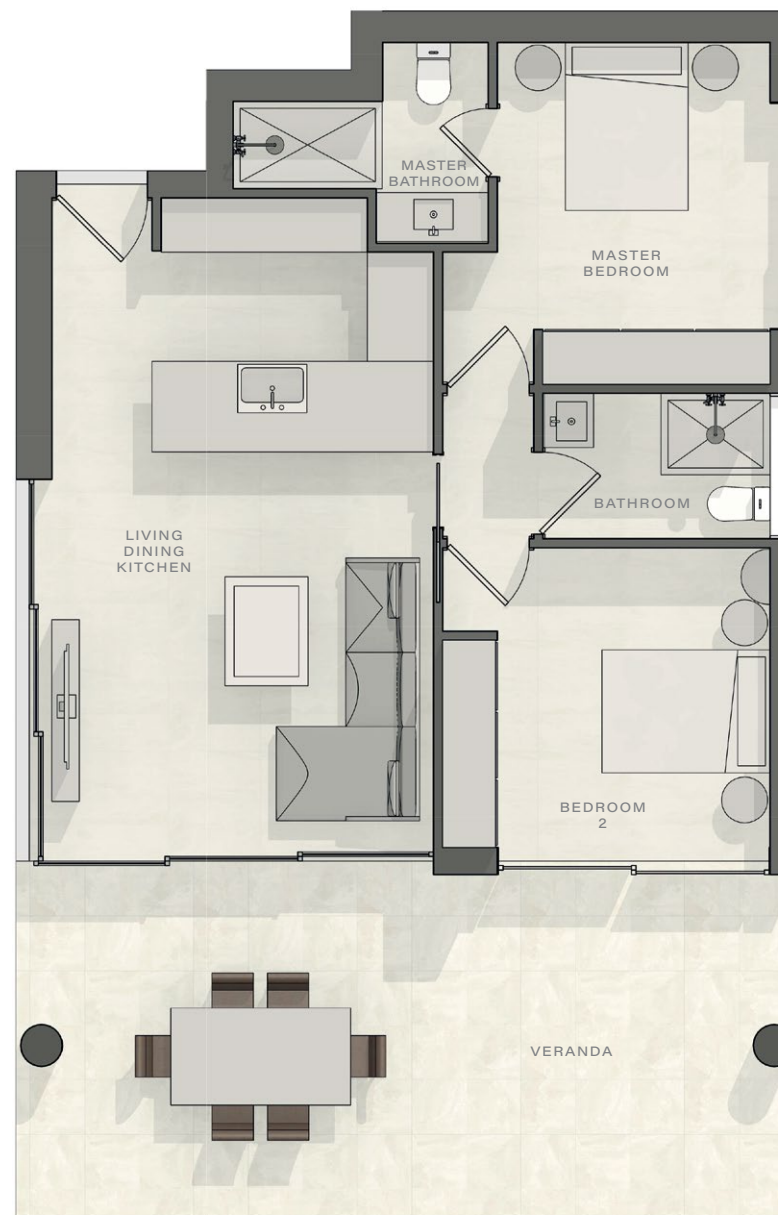 MASTER
BATHROOM
MASTER
BEDROOM
BATHROOM
LIVING
DINING
KITCHEN
BEDROOM
2
VERANDA